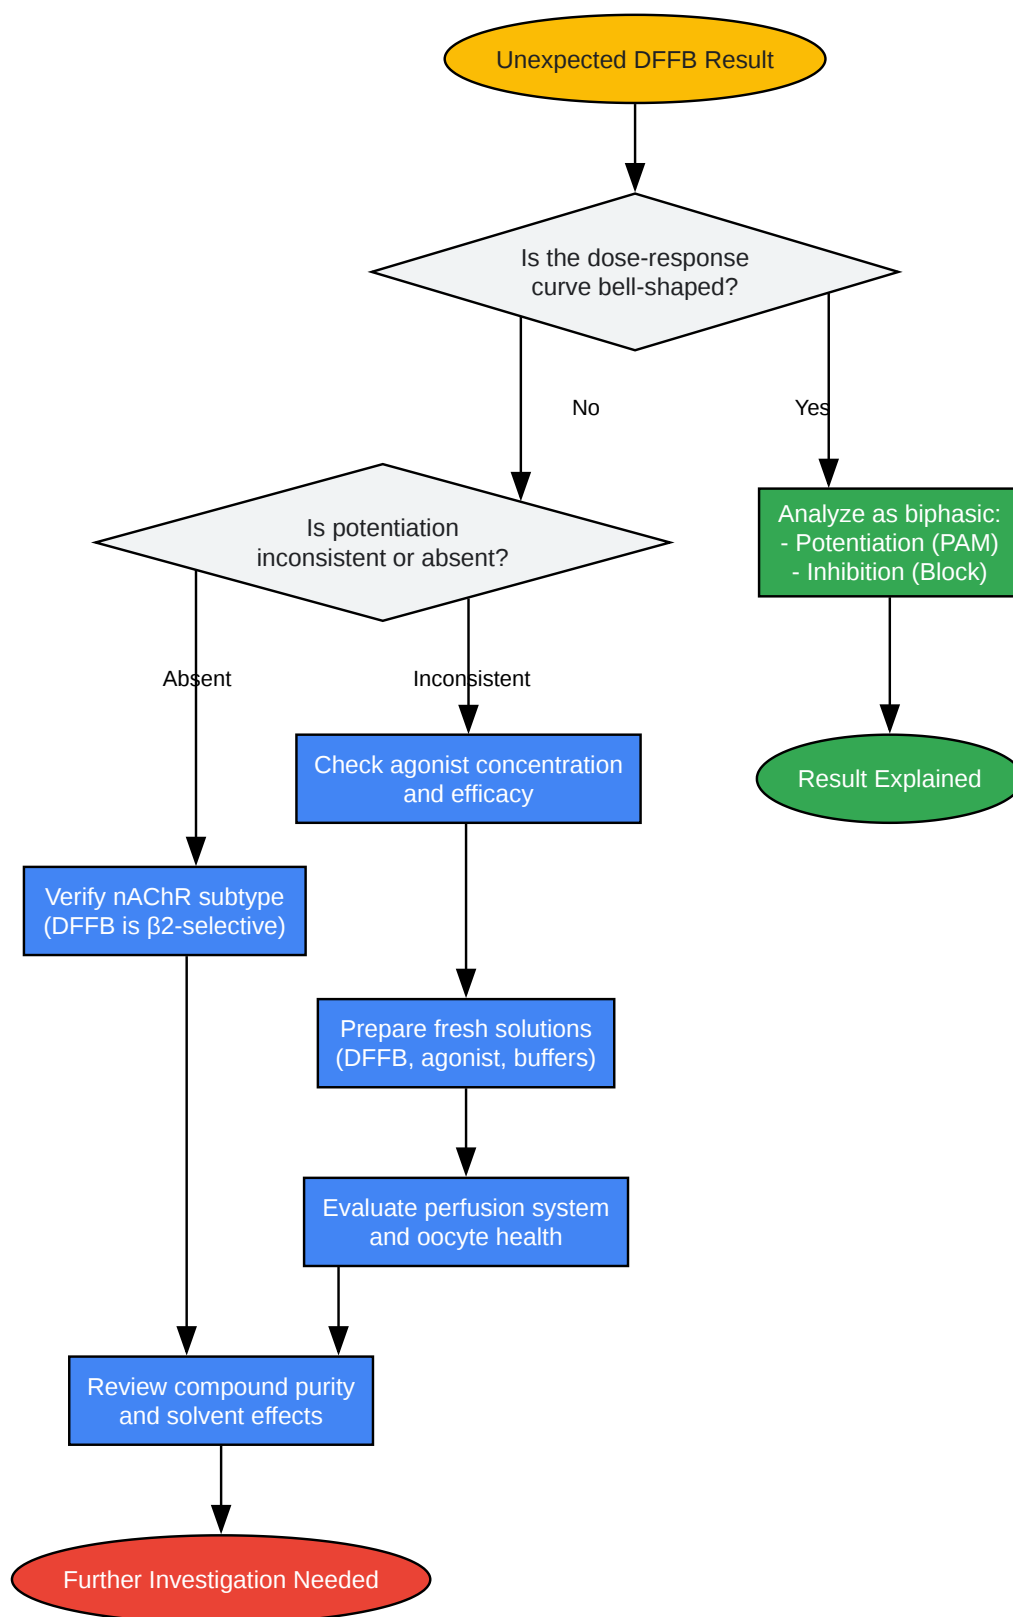 Unexpected DFFB Result
Is the dose-response
curve bell-shaped?
No
Yes
Is potentiation
inconsistent or absent?
Analyze as biphasic:
- Potentiation (PAM)
- Inhibition (Block)
Absent
Inconsistent
Check agonist concentration
and efficacy
Result Explained
Verify nAChR subtype
(DFFB is β2-selective)
Prepare fresh solutions
(DFFB, agonist, buffers)
Evaluate perfusion system
and oocyte health
Review compound purity
and solvent effects
Further Investigation Needed